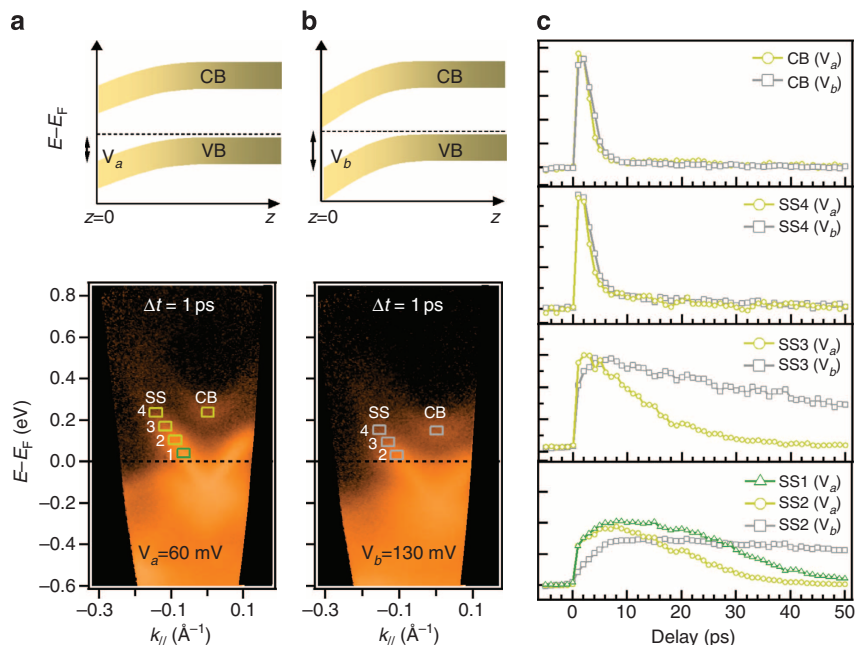 a
CB
E–E_F
V_a
VB
z=0
z
b
CB
V_b
VB
z=0
z
c
CB (V_a)
CB (V_b)
SS4 (V_a)
SS4 (V_b)
SS3 (V_a)
SS3 (V_b)
SS1 (V_a)
SS2 (V_a)
SS2 (V_b)
0 10 20 30 40 50
Delay (ps)
0.8
0.6
0.4
0.2
0.0
–0.2
–0.4
–0.6
E–E_F (eV)
Δt = 1 ps
SS CB
4
3
2
1
V_a=60 mV
–0.3 –0.1 0.1
k_// (Å⁻¹)
Δt = 1 ps
SS CB
4
3
2
V_b=130 mV
–0.3 –0.1 0.1
k_// (Å⁻¹)